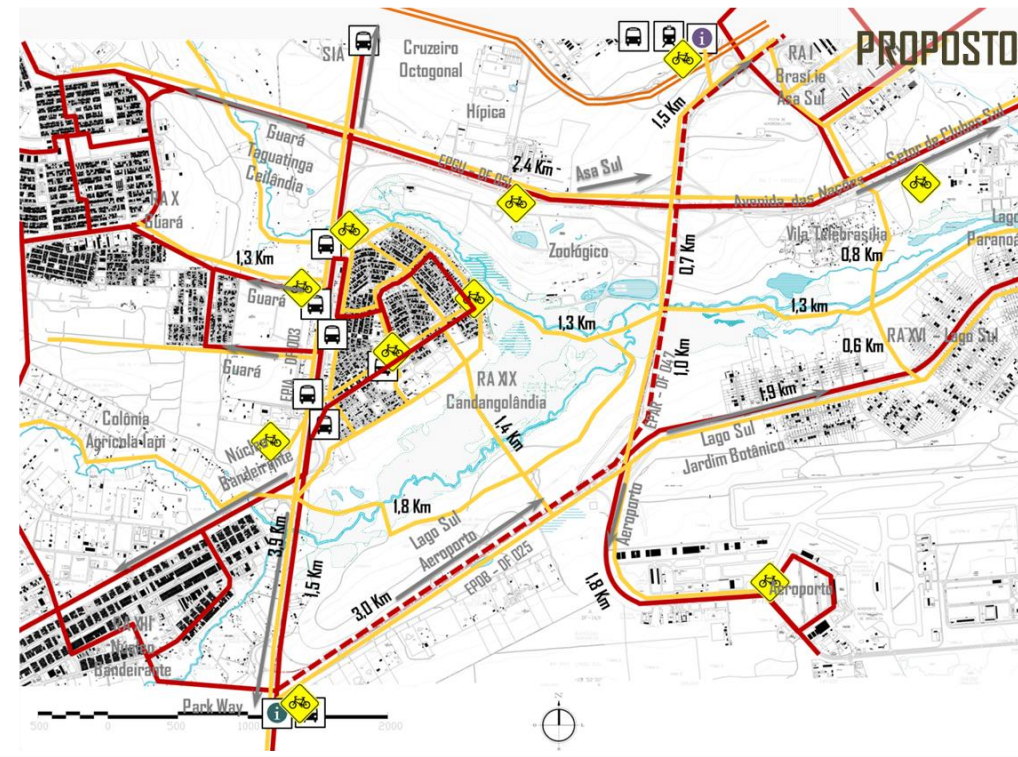 PROPOSTO
SIA
Cruzeiro
Octogonal
i
RA I
Brasília
Asa Sul
Hípica
1,5 Km
Guará
Taguatinga
Ceilândia
2,4 Km
EPGU - DF 051
Asa Sul
Setor de Clubes Sul
Avenida das Nações
RA X
Guará
Lago
Paranoá
Vila Telebrasília
Zoológico
0,7 Km
0,8 Km
1,3 Km
Guará
1,3 Km
1,3 km
EPIA - DF 003
Guará
1,0 Km
0,6 Km
RA XVI - Lago Sul
RA XIX
Candangolândia
EPAR - DF 047
1,9 km
1,4 Km
Colônia
Agrícola Iapi
Núcleo
Bandeirante
Lago Sul
Jardim Botânico
1,8 Km
Lago Sul
Aeroporto
Aeroporto
3,9 Km
1,5 Km
EPDB - DF 025
3,0 Km
1,8 Km
Aeroporto
RA XIII
Núcleo
Bandeirante
Park Way
i
N
500
0
500
1000
2000